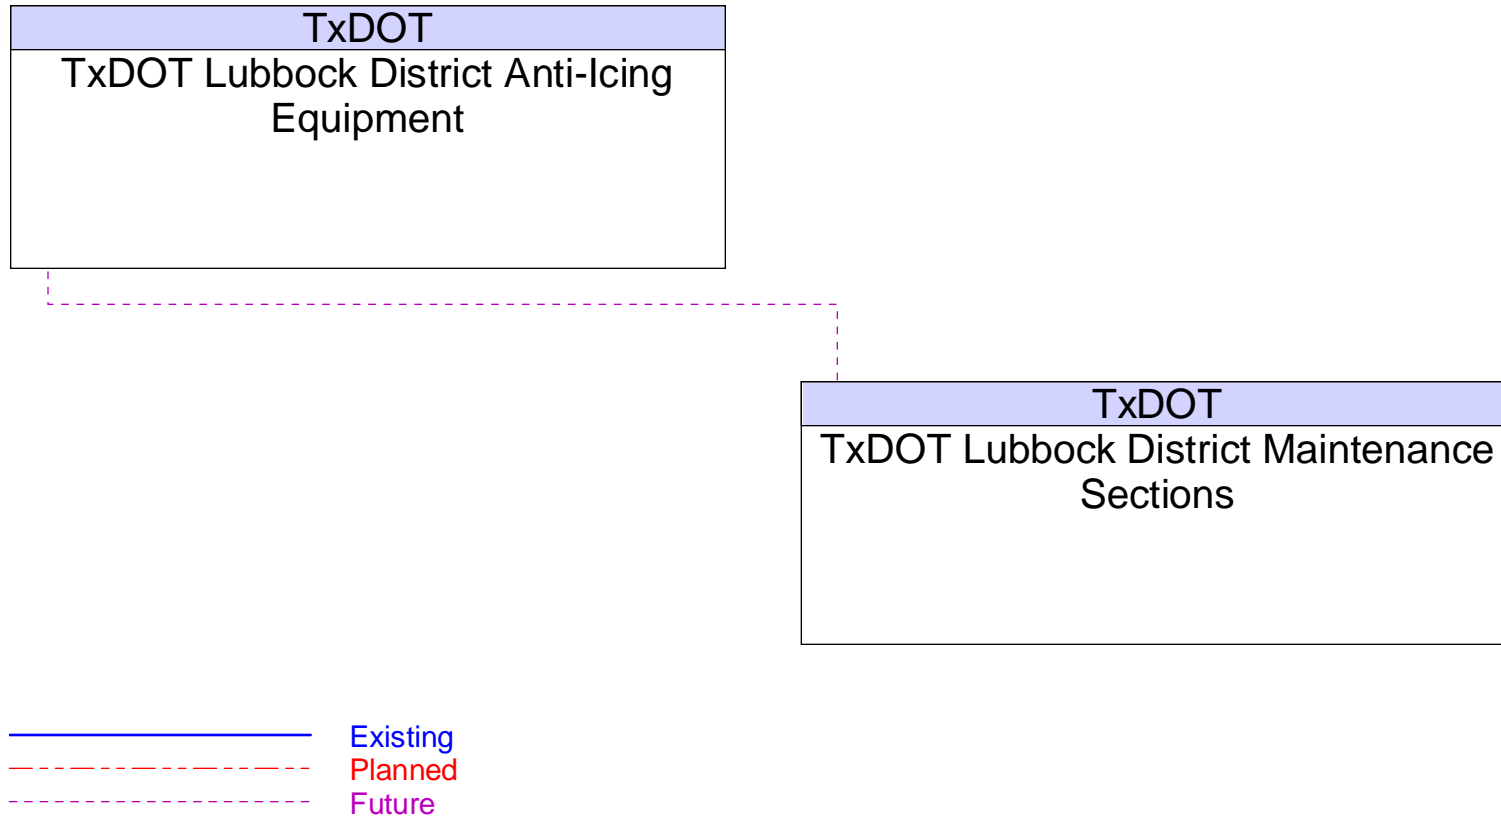 TxDOT
TxDOT Lubbock District Anti-Icing
Equipment
TxDOT
TxDOT Lubbock District Maintenance
Sections
Existing
Planned
Future